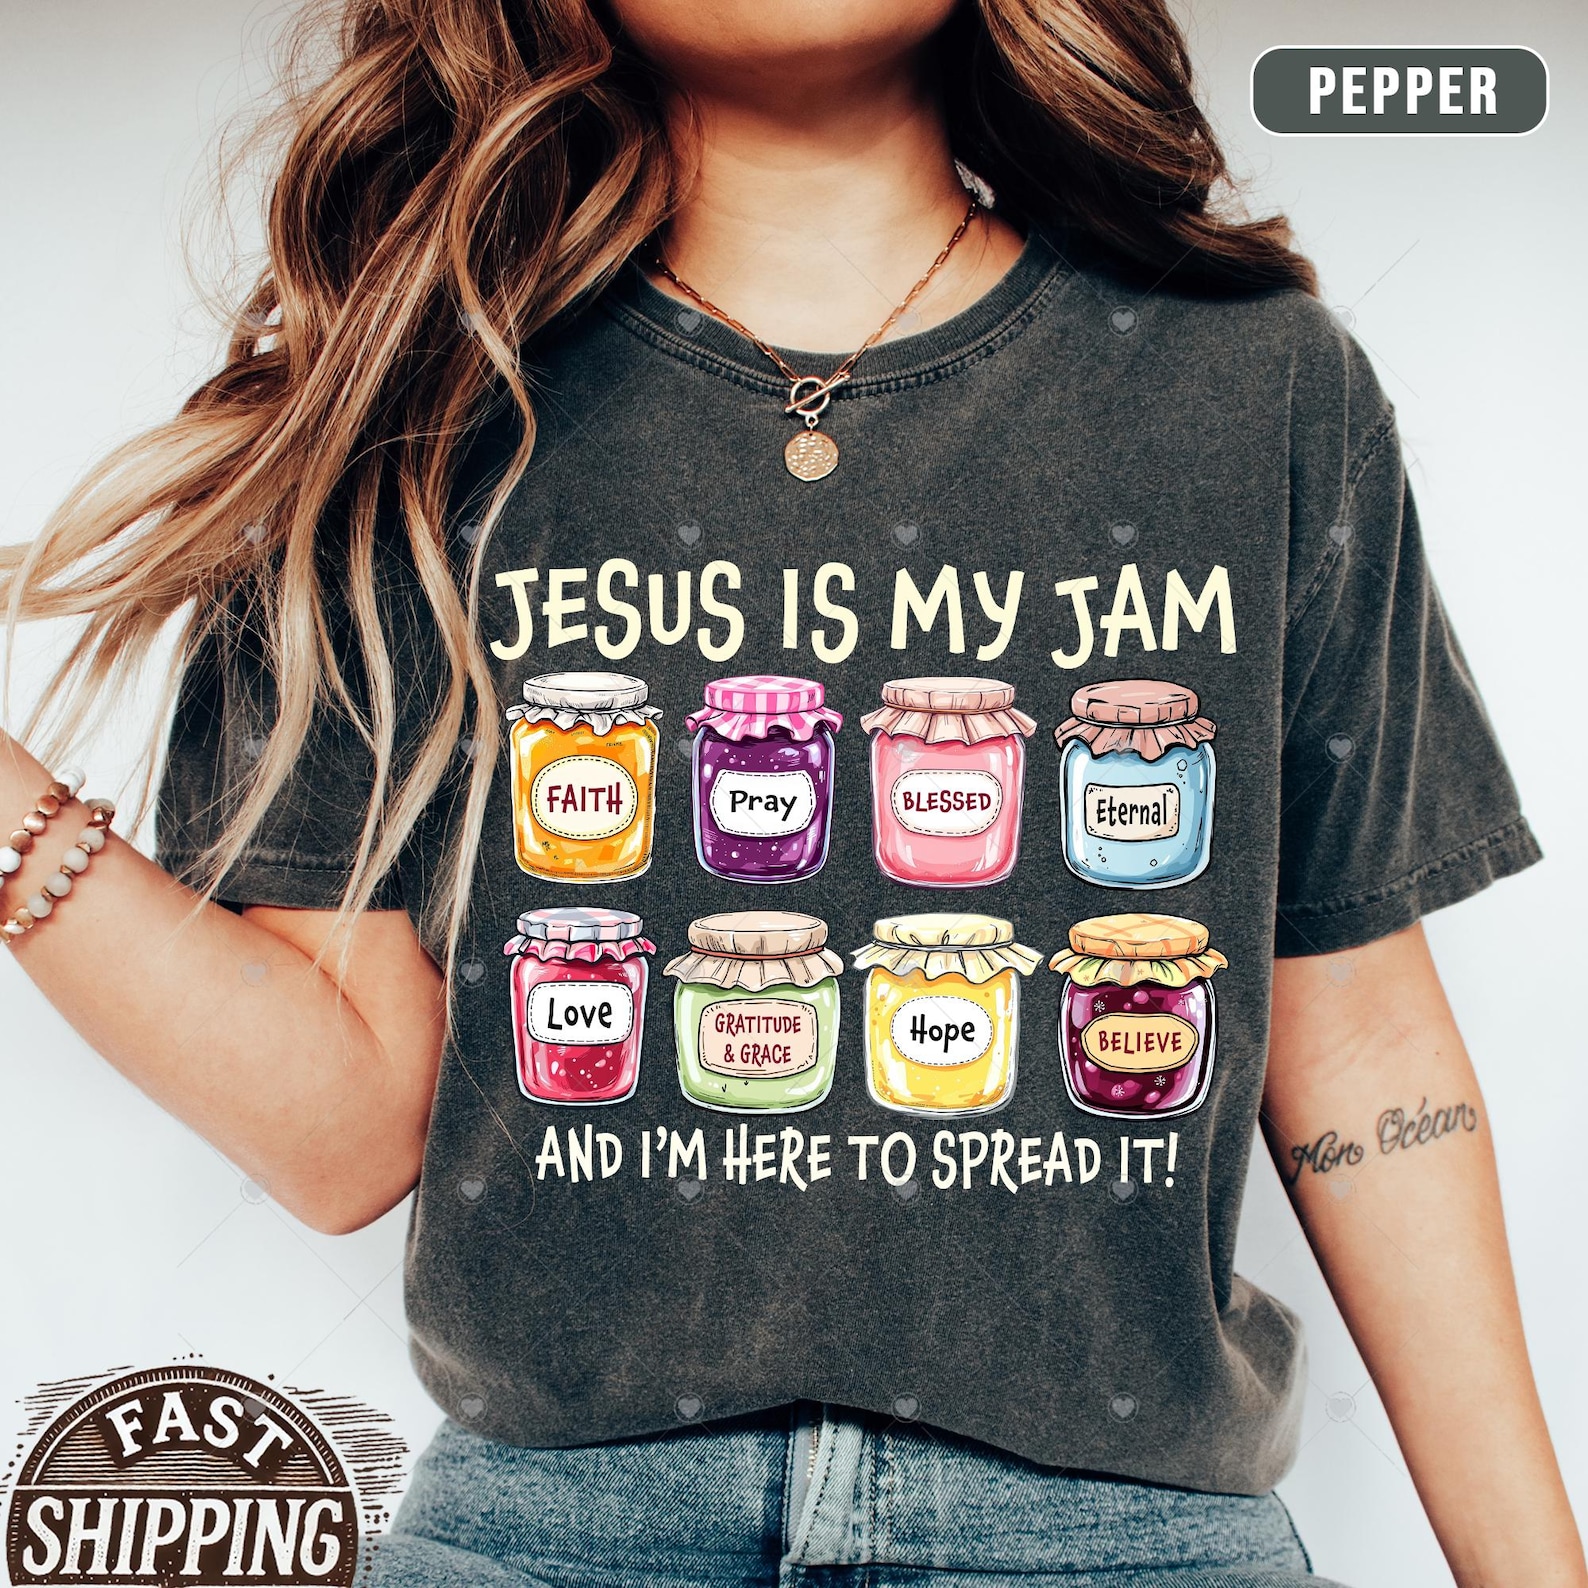 PEPPER
JESUS IS MY JAM
FAITH
Pray
BLESSED
Eternal
Love
GRATITUDE
& GRACE
Hope
BELIEVE
AND I'M HERE TO SPREAD IT!
Mon Océan
FAST
SHIPPING